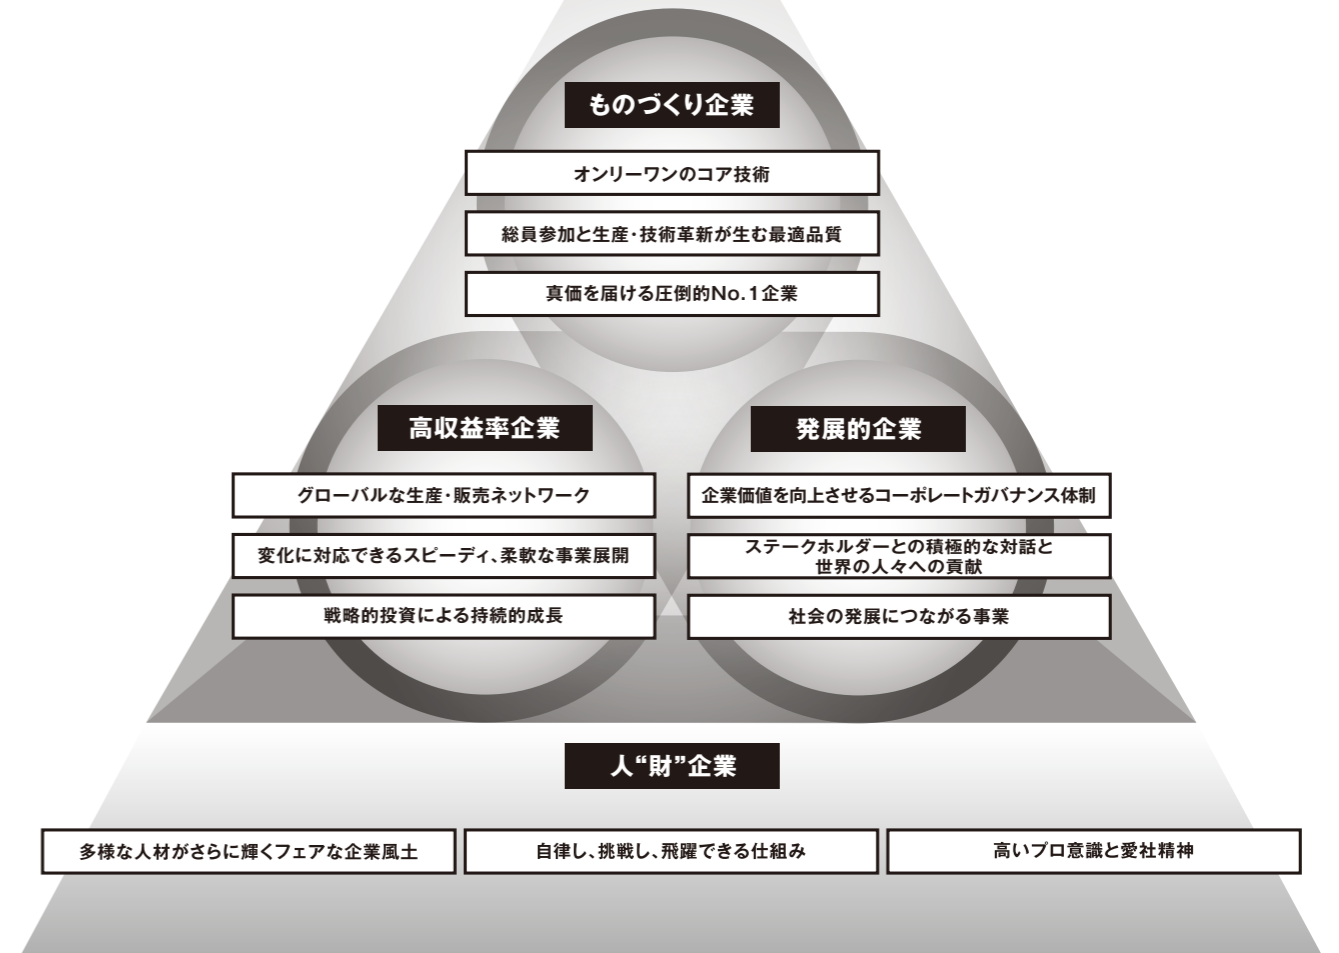 ものづくり企業
オンリーワンのコア技術
総員参加と生産・技術革新が生む最適品質
真価を届ける圧倒的No.1企業
高収益率企業
グローバルな生産・販売ネットワーク
変化に対応できるスピーディ、柔軟な事業展開
戦略的投資による持続的成長
発展的企業
企業価値を向上させるコーポレートガバナンス体制
ステークホルダーとの積極的な対話と
世界の人々への貢献
社会の発展につながる事業
人“財”企業
多様な人材がさらに輝くフェアな企業風土
自律し、挑戦し、飛躍できる仕組み
高いプロ意識と愛社精神